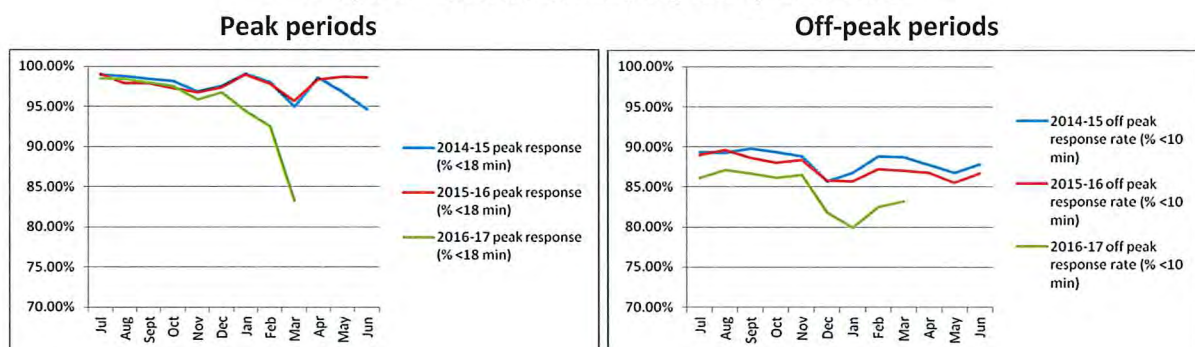 Peak periods
100.00%
95.00%
90.00%
85.00%
80.00%
75.00%
70.00%
Jul
Aug
Sept
Oct
Nov
Dec
Jan
Feb
Mar
Apr
May
Jun
2014-15 peak response
(% <18 min)
2015-16 peak response
(% <18 min)
2016-17 peak response
(% <18 min)
Off-peak periods
100.00%
95.00%
90.00%
85.00%
80.00%
75.00%
70.00%
Jul
Aug
Sept
Oct
Nov
Dec
Jan
Feb
Mar
Apr
May
Jun
2014-15 off peak
response rate (% <10
min)
2015-16 off peak
response rate (% <10
min)
2016-17 off peak
response rate (% <10
min)